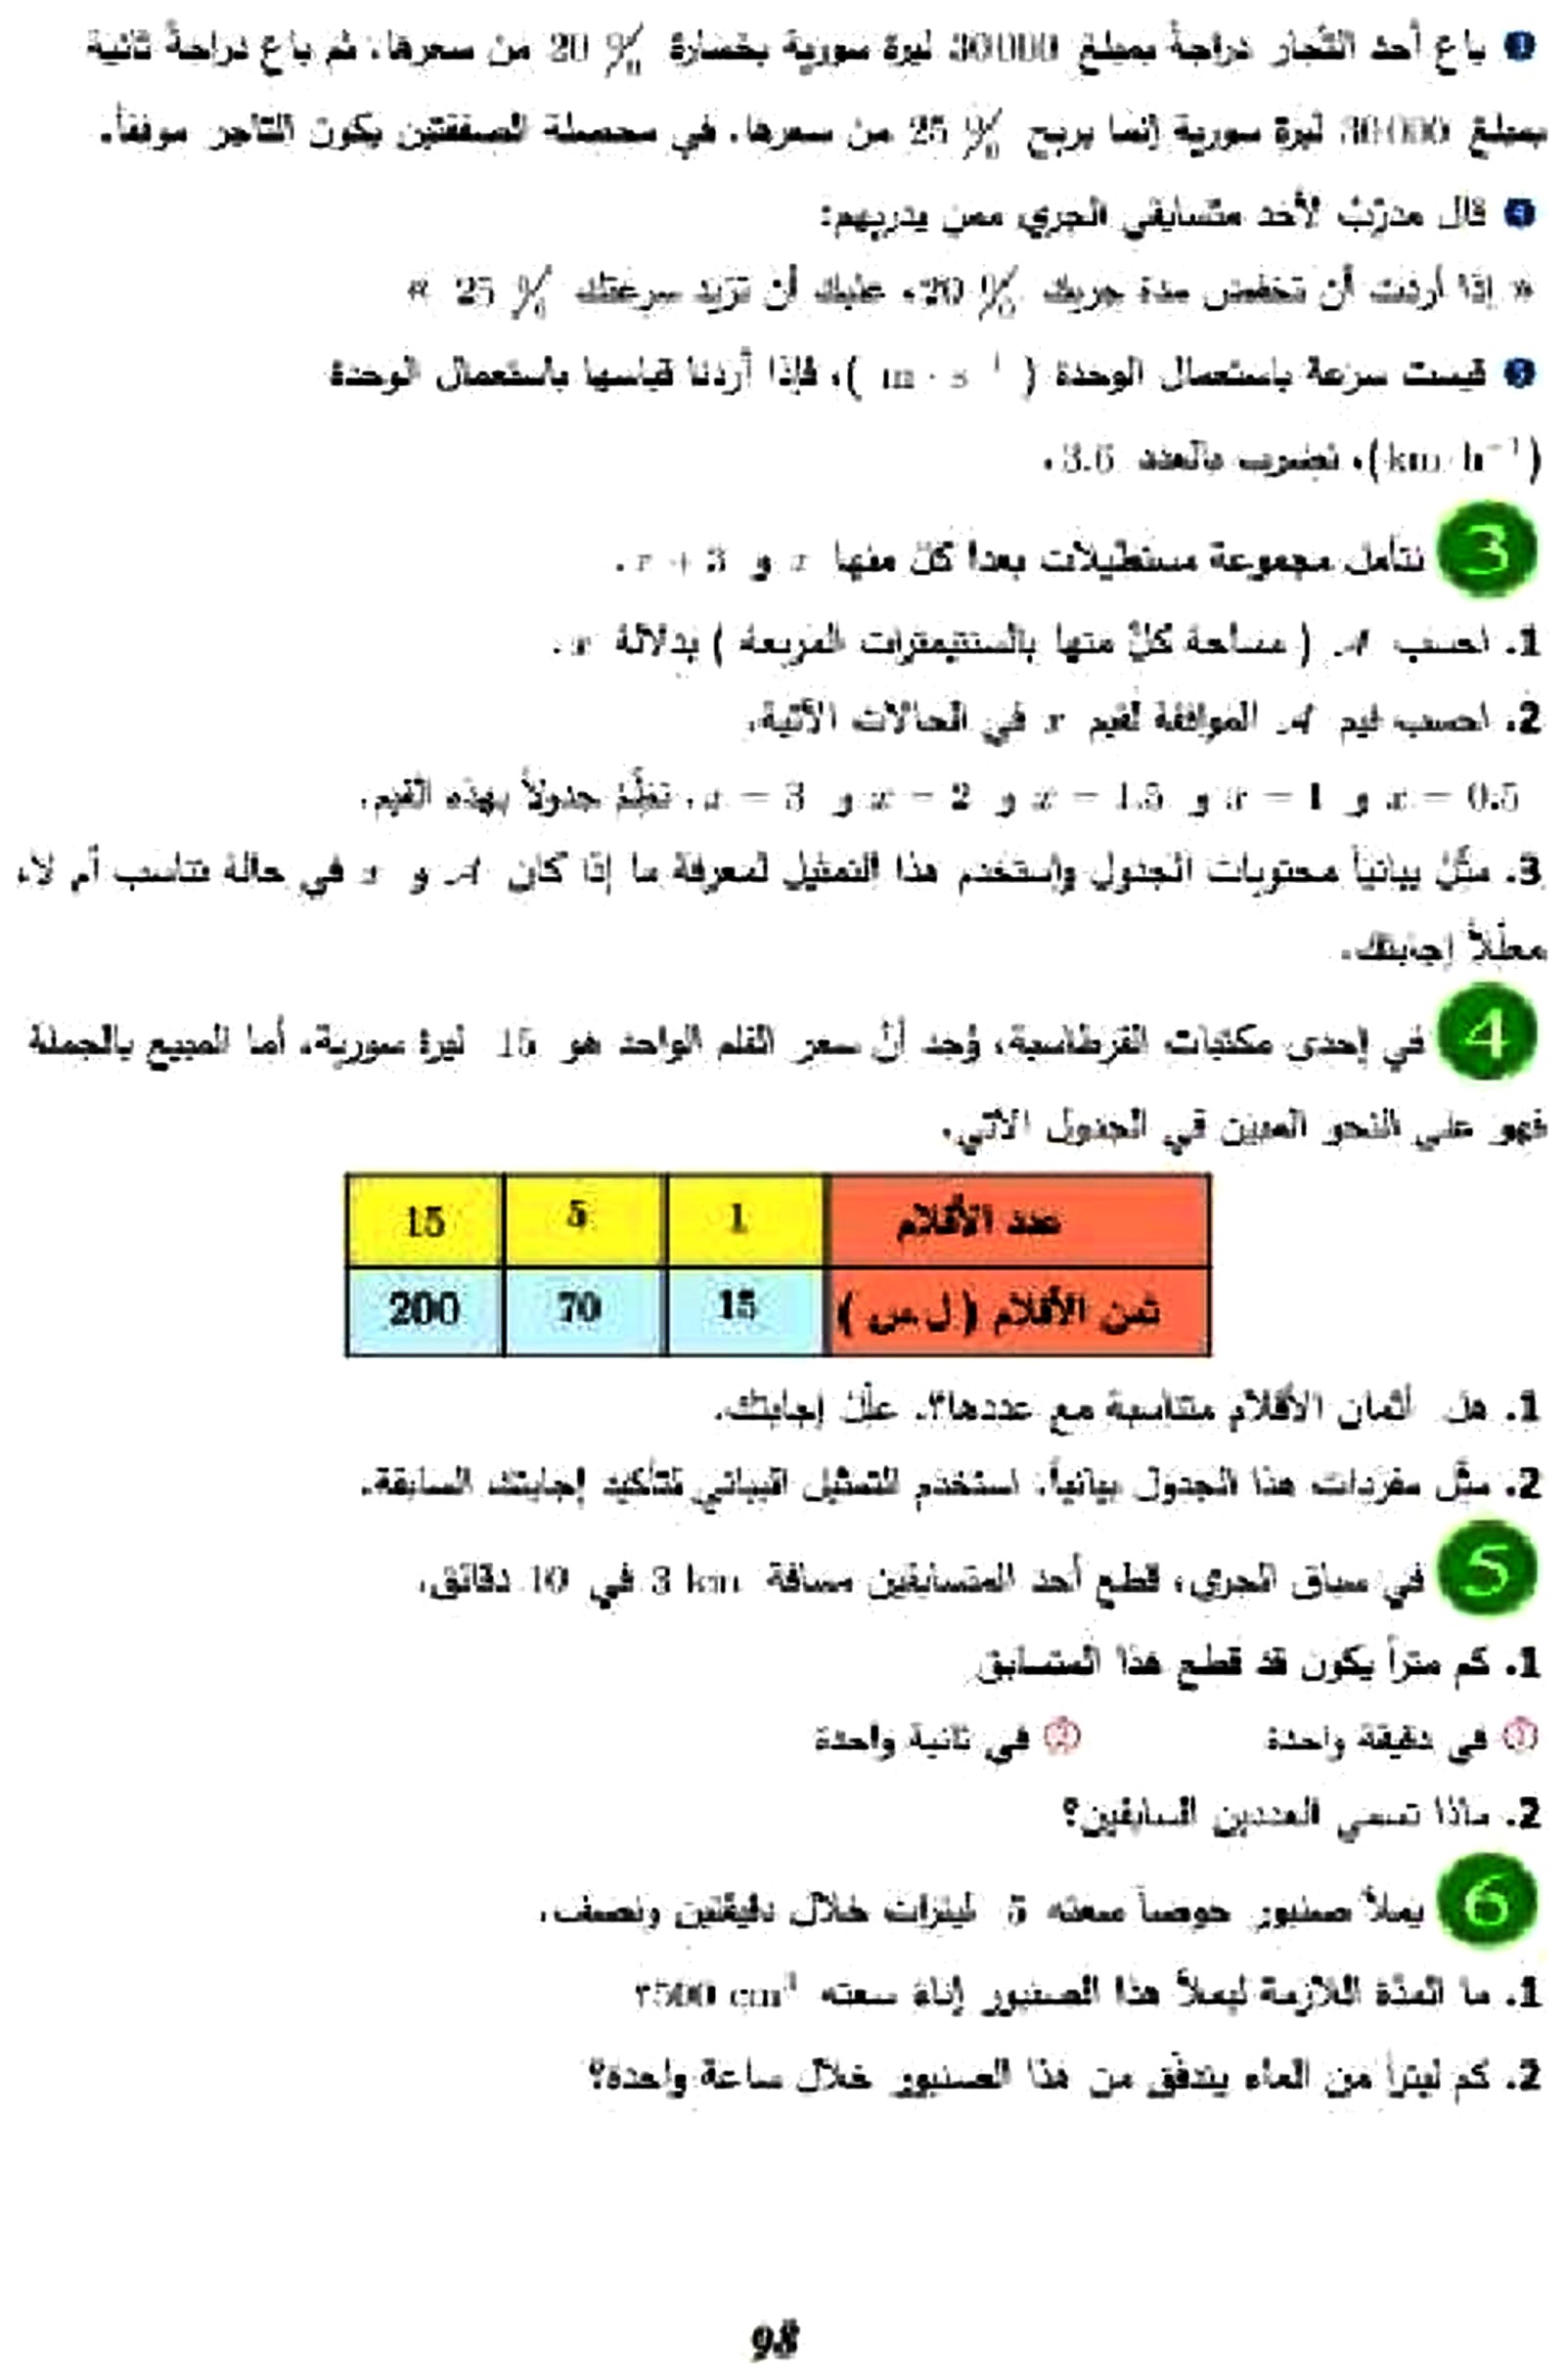 باع أحد التّجار دراجةً بمبلغ 30000 ليرة سورية بخسارة 20 % من سعرها، ثم باع دراجةً ثانية
بمبلغ 30000 ليرة سورية إنما بربح 25 % من سعرها. في محصلة الصفقتين يكون التاجر موفقاً.
قال مدرّبٌ لأحد متسابقي الجري ممن يدربهم:
« إذا أردت أن تخفض مدة جريك 20 %، عليك أن تزيد سرعتك 25 % »
قيست سرعة باستعمال الوحدة ( m · s⁻¹ )، فإذا أردنا قياسها باستعمال الوحدة
(km · h⁻¹)، نضرب بالعدد 3.6.
3 نتأمل مجموعة مستطيلات بعدا كلّ منها x و x + 3.
1. احسب A ( مساحة كلٍّ منها بالسنتيمترات المربعة ) بدلالة x.
2. احسب قيم A الموافقة لقيم x في الحالات الآتية.
x = 0.5 و x = 1 و x = 1.5 و x = 2 و x = 3. نظّم جدولاً بهذه القيم.
3. مثّل بيانياً محتويات الجدول واستخدم هذا التمثيل لمعرفة ما إذا كان A و x في حالة تناسب أم لا،
معلّلاً إجابتك.
4 في إحدى مكتبات القرطاسية، وُجد أنّ سعر القلم الواحد هو 15 ليرة سورية، أما المبيع بالجملة
فهو على النحو المبين في الجدول الآتي.
عدد الأقلام 1 5 15
ثمن الأقلام ( ل.س ) 15 70 200
1. هل أثمان الأقلام متناسبة مع عددها؟. علّل إجابتك.
2. مثّل مفردات هذا الجدول بيانياً. استخدم التمثيل البياني لتأكيد إجابتك السابقة.
5 في سباق الجري، قطع أحد المتسابقين مسافة 3 km في 10 دقائق.
1. كم متراً يكون قد قطع هذا المتسابق
① في دقيقة واحدة ② في ثانية واحدة
2. ماذا تسمي العددين السابقين؟
6 يملأ صنبور حوضاً سعته 5 ليترات خلال دقيقتين ونصف.
1. ما المدّة اللازمة ليملأ هذا الصنبور إناءً سعته 500 cm³؟
2. كم ليتراً من الماء يتدفّق من هذا الصنبور خلال ساعة واحدة؟
98